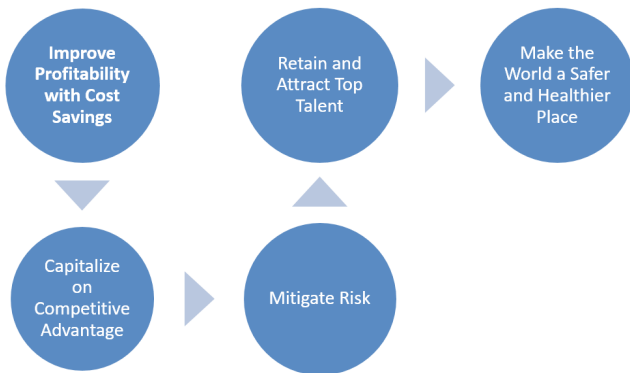 Improve
Profitability
with Cost
Savings
Capitalize
on
Competitive
Advantage
Mitigate Risk
Retain and
Attract Top
Talent
Make the
World a Safer
and Healthier
Place